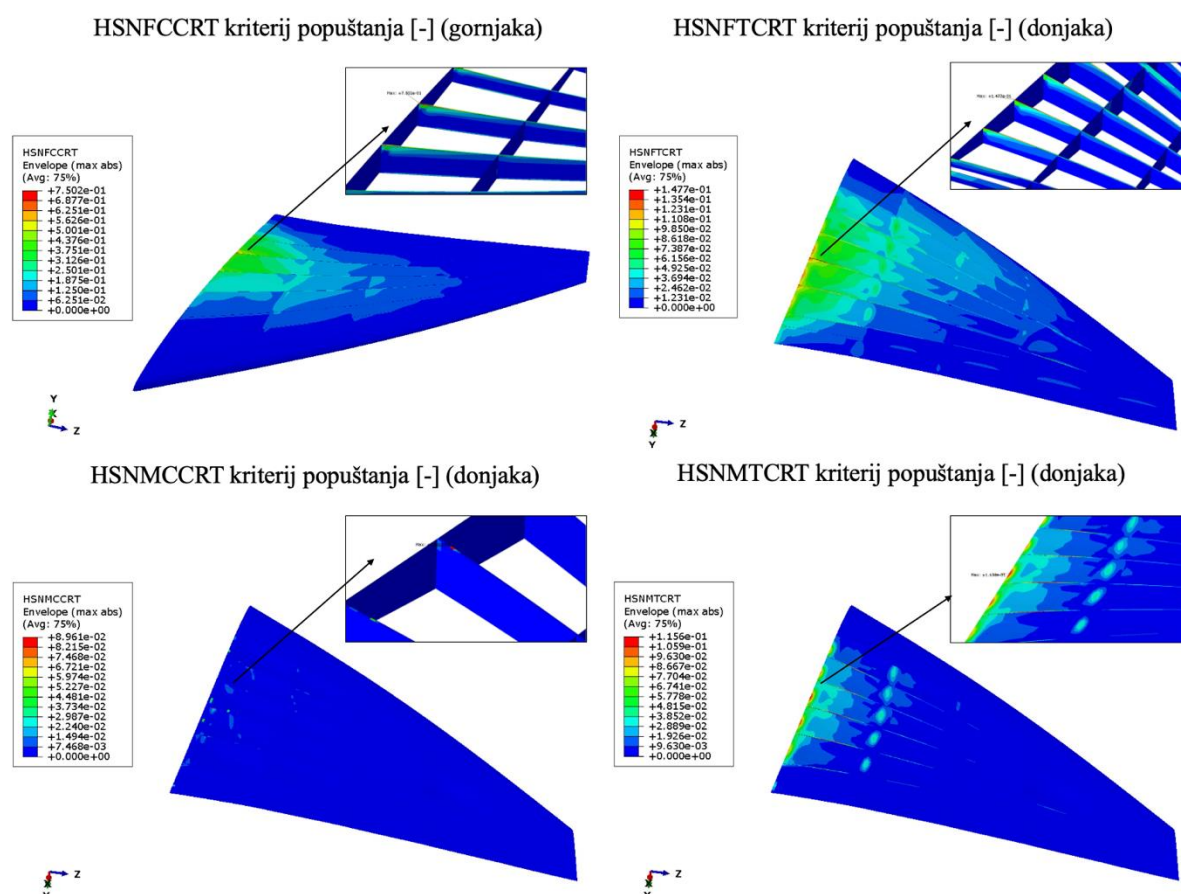 HSNFCCRT kriterij popuštanja [-] (gornjaka)
HSNFCCRT
Envelope (max abs)
(Avg: 75%)
+7.502e-01
+6.877e-01
+6.251e-01
+5.626e-01
+5.001e-01
+4.376e-01
+3.751e-01
+3.126e-01
+2.501e-01
+1.875e-01
+1.250e-01
+6.251e-02
+0.000e+00
Y
X
Z
HSNFTCRT kriterij popuštanja [-] (donjaka)
HSNFTCRT
Envelope (max abs)
(Avg: 75%)
+1.477e-01
+1.354e-01
+1.231e-01
+1.108e-01
+9.850e-02
+8.618e-02
+7.387e-02
+6.156e-02
+4.925e-02
+3.694e-02
+2.462e-02
+1.231e-02
+0.000e+00
X
Z
Y
HSNMCCRT kriterij popuštanja [-] (donjaka)
HSNMCCRT
Envelope (max abs)
(Avg: 75%)
+8.961e-02
+8.215e-02
+7.468e-02
+6.721e-02
+5.974e-02
+5.227e-02
+4.481e-02
+3.734e-02
+2.987e-02
+2.240e-02
+1.494e-02
+7.468e-03
+0.000e+00
X
Z
HSNMTCRT kriterij popuštanja [-] (donjaka)
HSNMTCRT
Envelope (max abs)
(Avg: 75%)
+1.156e-01
+1.059e-01
+9.630e-02
+8.667e-02
+7.704e-02
+6.741e-02
+5.778e-02
+4.815e-02
+3.852e-02
+2.889e-02
+1.926e-02
+9.630e-03
+0.000e+00
X
Z